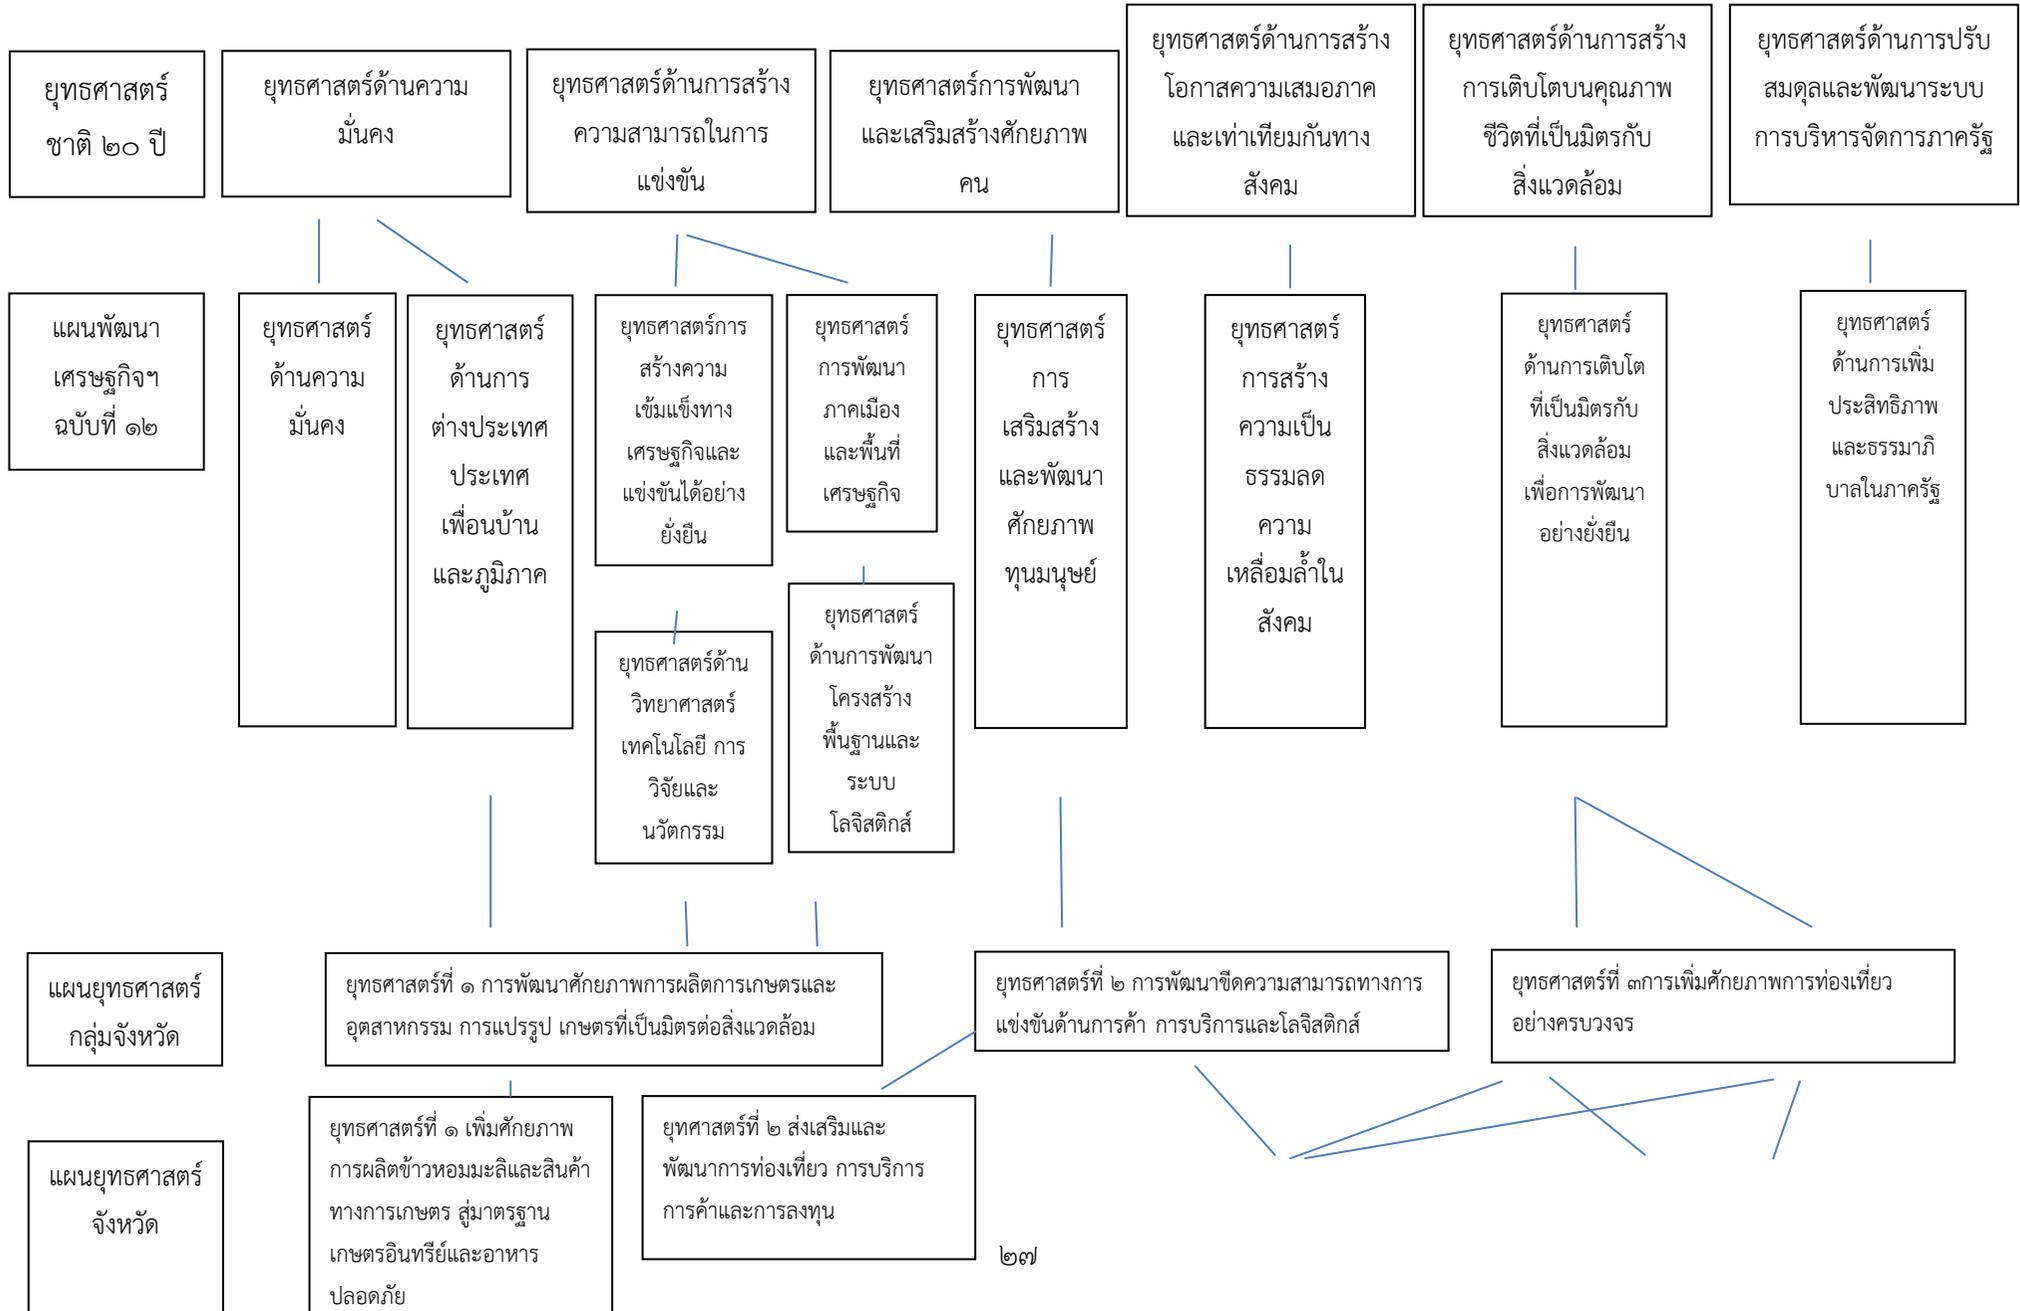 ยุทธศาสตร์
ชาติ ๒๐ ปี
ยุทธศาสตร์ด้านความ
มั่นคง
ยุทธศาสตร์ด้านการสร้าง
ความสามารถในการ
แข่งขัน
ยุทธศาสตร์การพัฒนา
และเสริมสร้างศักยภาพ
คน
ยุทธศาสตร์ด้านการสร้าง
โอกาสความเสมอภาค
และเท่าเทียมกันทาง
สังคม
ยุทธศาสตร์ด้านการสร้าง
การเติบโตบนคุณภาพ
ชีวิตที่เป็นมิตรกับ
สิ่งแวดล้อม
ยุทธศาสตร์ด้านการปรับ
สมดุลและพัฒนาระบบ
การบริหารจัดการภาครัฐ
แผนพัฒนา
เศรษฐกิจฯ
ฉบับที่ ๑๒
ยุทธศาสตร์
ด้านความ
มั่นคง
ยุทธศาสตร์
ด้านการ
ต่างประเทศ
ประเทศ
เพื่อนบ้าน
และภูมิภาค
ยุทธศาสตร์การ
สร้างความ
เข้มแข็งทาง
เศรษฐกิจและ
แข่งขันได้อย่าง
ยั่งยืน
ยุทธศาสตร์
การพัฒนา
ภาคเมือง
และพื้นที่
เศรษฐกิจ
ยุทธศาสตร์
การ
เสริมสร้าง
และพัฒนา
ศักยภาพ
ทุนมนุษย์
ยุทธศาสตร์
การสร้าง
ความเป็น
ธรรมลด
ความ
เหลื่อมล้ำใน
สังคม
ยุทธศาสตร์
ด้านการเติบโต
ที่เป็นมิตรกับ
สิ่งแวดล้อม
เพื่อการพัฒนา
อย่างยั่งยืน
ยุทธศาสตร์
ด้านการเพิ่ม
ประสิทธิภาพ
และธรรมาภิ
บาลในภาครัฐ
ยุทธศาสตร์ด้าน
วิทยาศาสตร์
เทคโนโลยี การ
วิจัยและ
นวัตกรรม
ยุทธศาสตร์
ด้านการพัฒนา
โครงสร้าง
พื้นฐานและ
ระบบ
โลจิสติกส์
แผนยุทธศาสตร์
กลุ่มจังหวัด
ยุทธศาสตร์ที่ ๑ การพัฒนาศักยภาพการผลิตการเกษตรและ
อุตสาหกรรม การแปรรูป เกษตรที่เป็นมิตรต่อสิ่งแวดล้อม
ยุทธศาสตร์ที่ ๒ การพัฒนาขีดความสามารถทางการ
แข่งขันด้านการค้า การบริการและโลจิสติกส์
ยุทธศาสตร์ที่ ๓การเพิ่มศักยภาพการท่องเที่ยว
อย่างครบวงจร
แผนยุทธศาสตร์
จังหวัด
ยุทธศาสตร์ที่ ๑ เพิ่มศักยภาพ
การผลิตข้าวหอมมะลิและสินค้า
ทางการเกษตร สู่มาตรฐาน
เกษตรอินทรีย์และอาหาร
ปลอดภัย
ยุทศาสตร์ที่ ๒ ส่งเสริมและ
พัฒนาการท่องเที่ยว การบริการ
การค้าและการลงทุน
๒๗